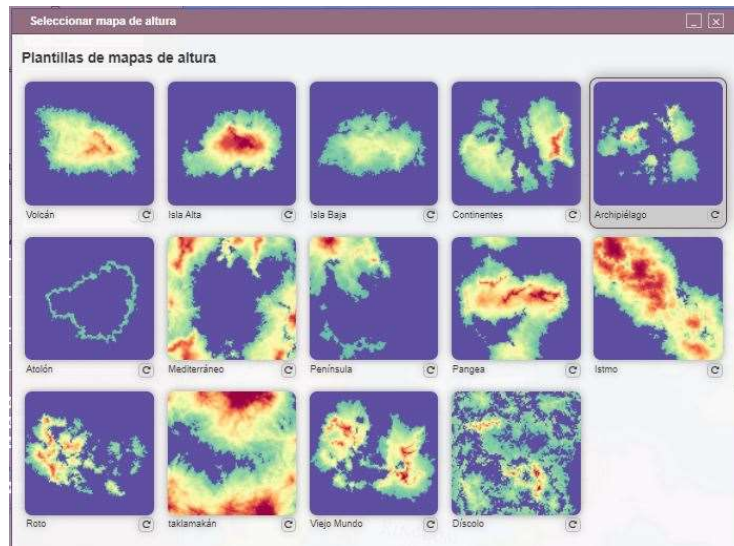 Seleccionar mapa de altura
Plantillas de mapas de altura
Volcán
Isla Alta
Isla Baja
Continentes
Archipiélago
Atolón
Mediterráneo
Península
Pangea
Istmo
Roto
taklamakán
Viejo Mundo
Díscolo